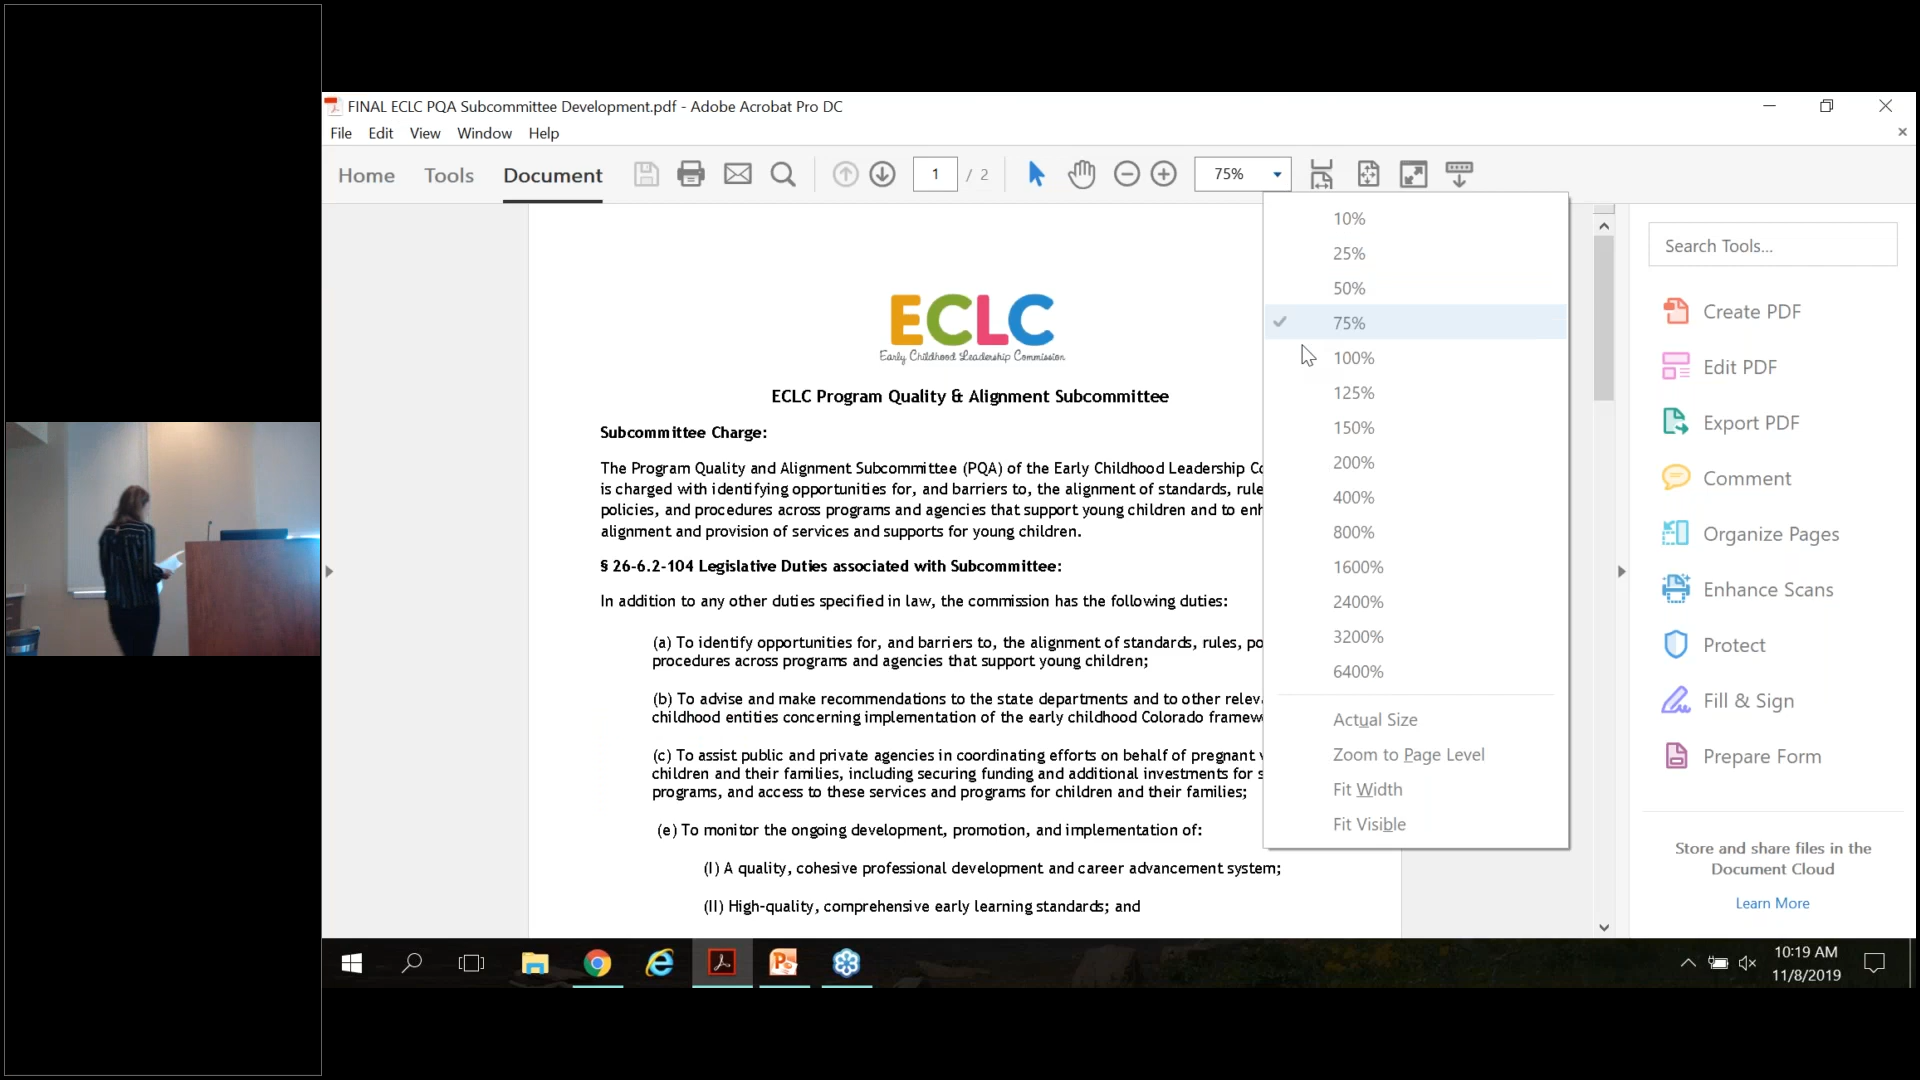 FINAL ECLC PQA Subcommittee Development.pdf - Adobe Acrobat Pro DC
File Edit View Window Help
Home Tools Document 1 / 2 75%
10%
25%
50%
75%
100%
125%
150%
200%
400%
800%
1600%
2400%
3200%
6400%
Actual Size
Zoom to Page Level
Fit Width
Fit Visible
ECLC
Early Childhood Leadership Commission
ECLC Program Quality & Alignment Subcommittee
Subcommittee Charge:
The Program Quality and Alignment Subcommittee (PQA) of the Early Childhood Leadership
is charged with identifying opportunities for, and barriers to, the alignment of standards,
policies, and procedures across programs and agencies that support young children and to
alignment and provision of services and supports for young children.
§ 26-6.2-104 Legislative Duties associated with Subcommittee:
In addition to any other duties specified in law, the commission has the following duties:
(a) To identify opportunities for, and barriers to, the alignment of standards, rules,
procedures across programs and agencies that support young children;
(b) To advise and make recommendations to the state departments and to other
childhood entities concerning implementation of the early childhood Colorado
(c) To assist public and private agencies in coordinating efforts on behalf of pregnant
children and their families, including securing funding and additional investments for
programs, and access to these services and programs for children and their families;
(e) To monitor the ongoing development, promotion, and implementation of:
(I) A quality, cohesive professional development and career advancement system;
(II) High-quality, comprehensive early learning standards; and
Search Tools...
Create PDF
Edit PDF
Export PDF
Comment
Organize Pages
Enhance Scans
Protect
Fill & Sign
Prepare Form
Store and share files in the
Document Cloud
Learn More
10:19 AM
11/8/2019